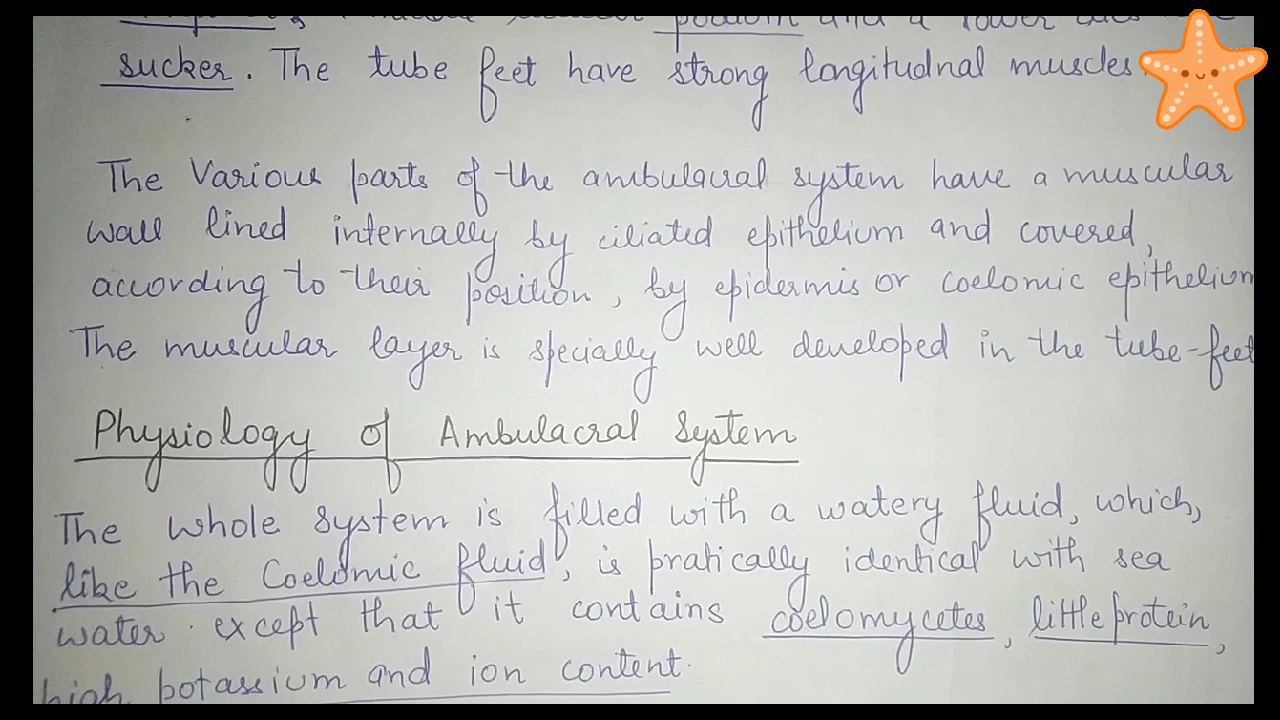 portion and a lower
sucker. The tube feet have strong longitudnal muscles.
The Various parts of the ambulacral system have a muscular
wall lined internally by ciliated epithelium and covered,
according to their position, by epidermis or coelomic epithelium
The muscular layer is specially well developed in the tube-feet
Physiology of Ambulacral System
The whole system is filled with a watery fluid, which,
like the Coelomic fluid, is pratically identical with sea
water except that it contains coelomycetes, little protein,
high potassium and ion content.